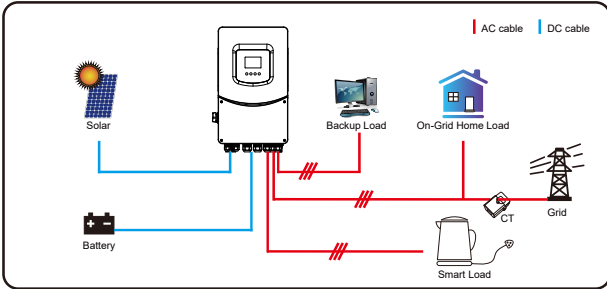 AC cable
DC cable
Solar
Backup Load
On-Grid Home Load
CT
Grid
Battery
Smart Load